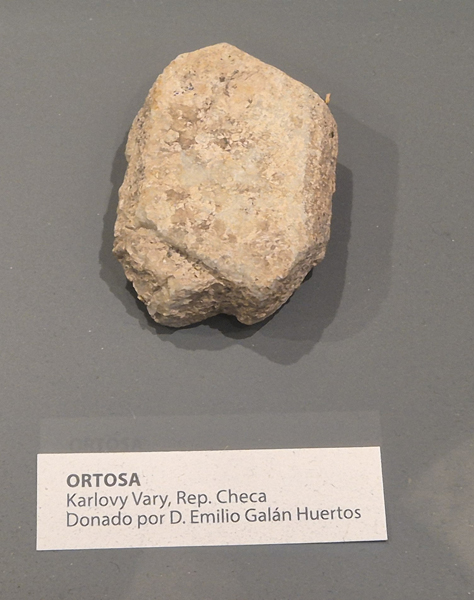 ORTOSA
Karlovy Vary, Rep. Checa
Donado por D. Emilio Galán Huertos